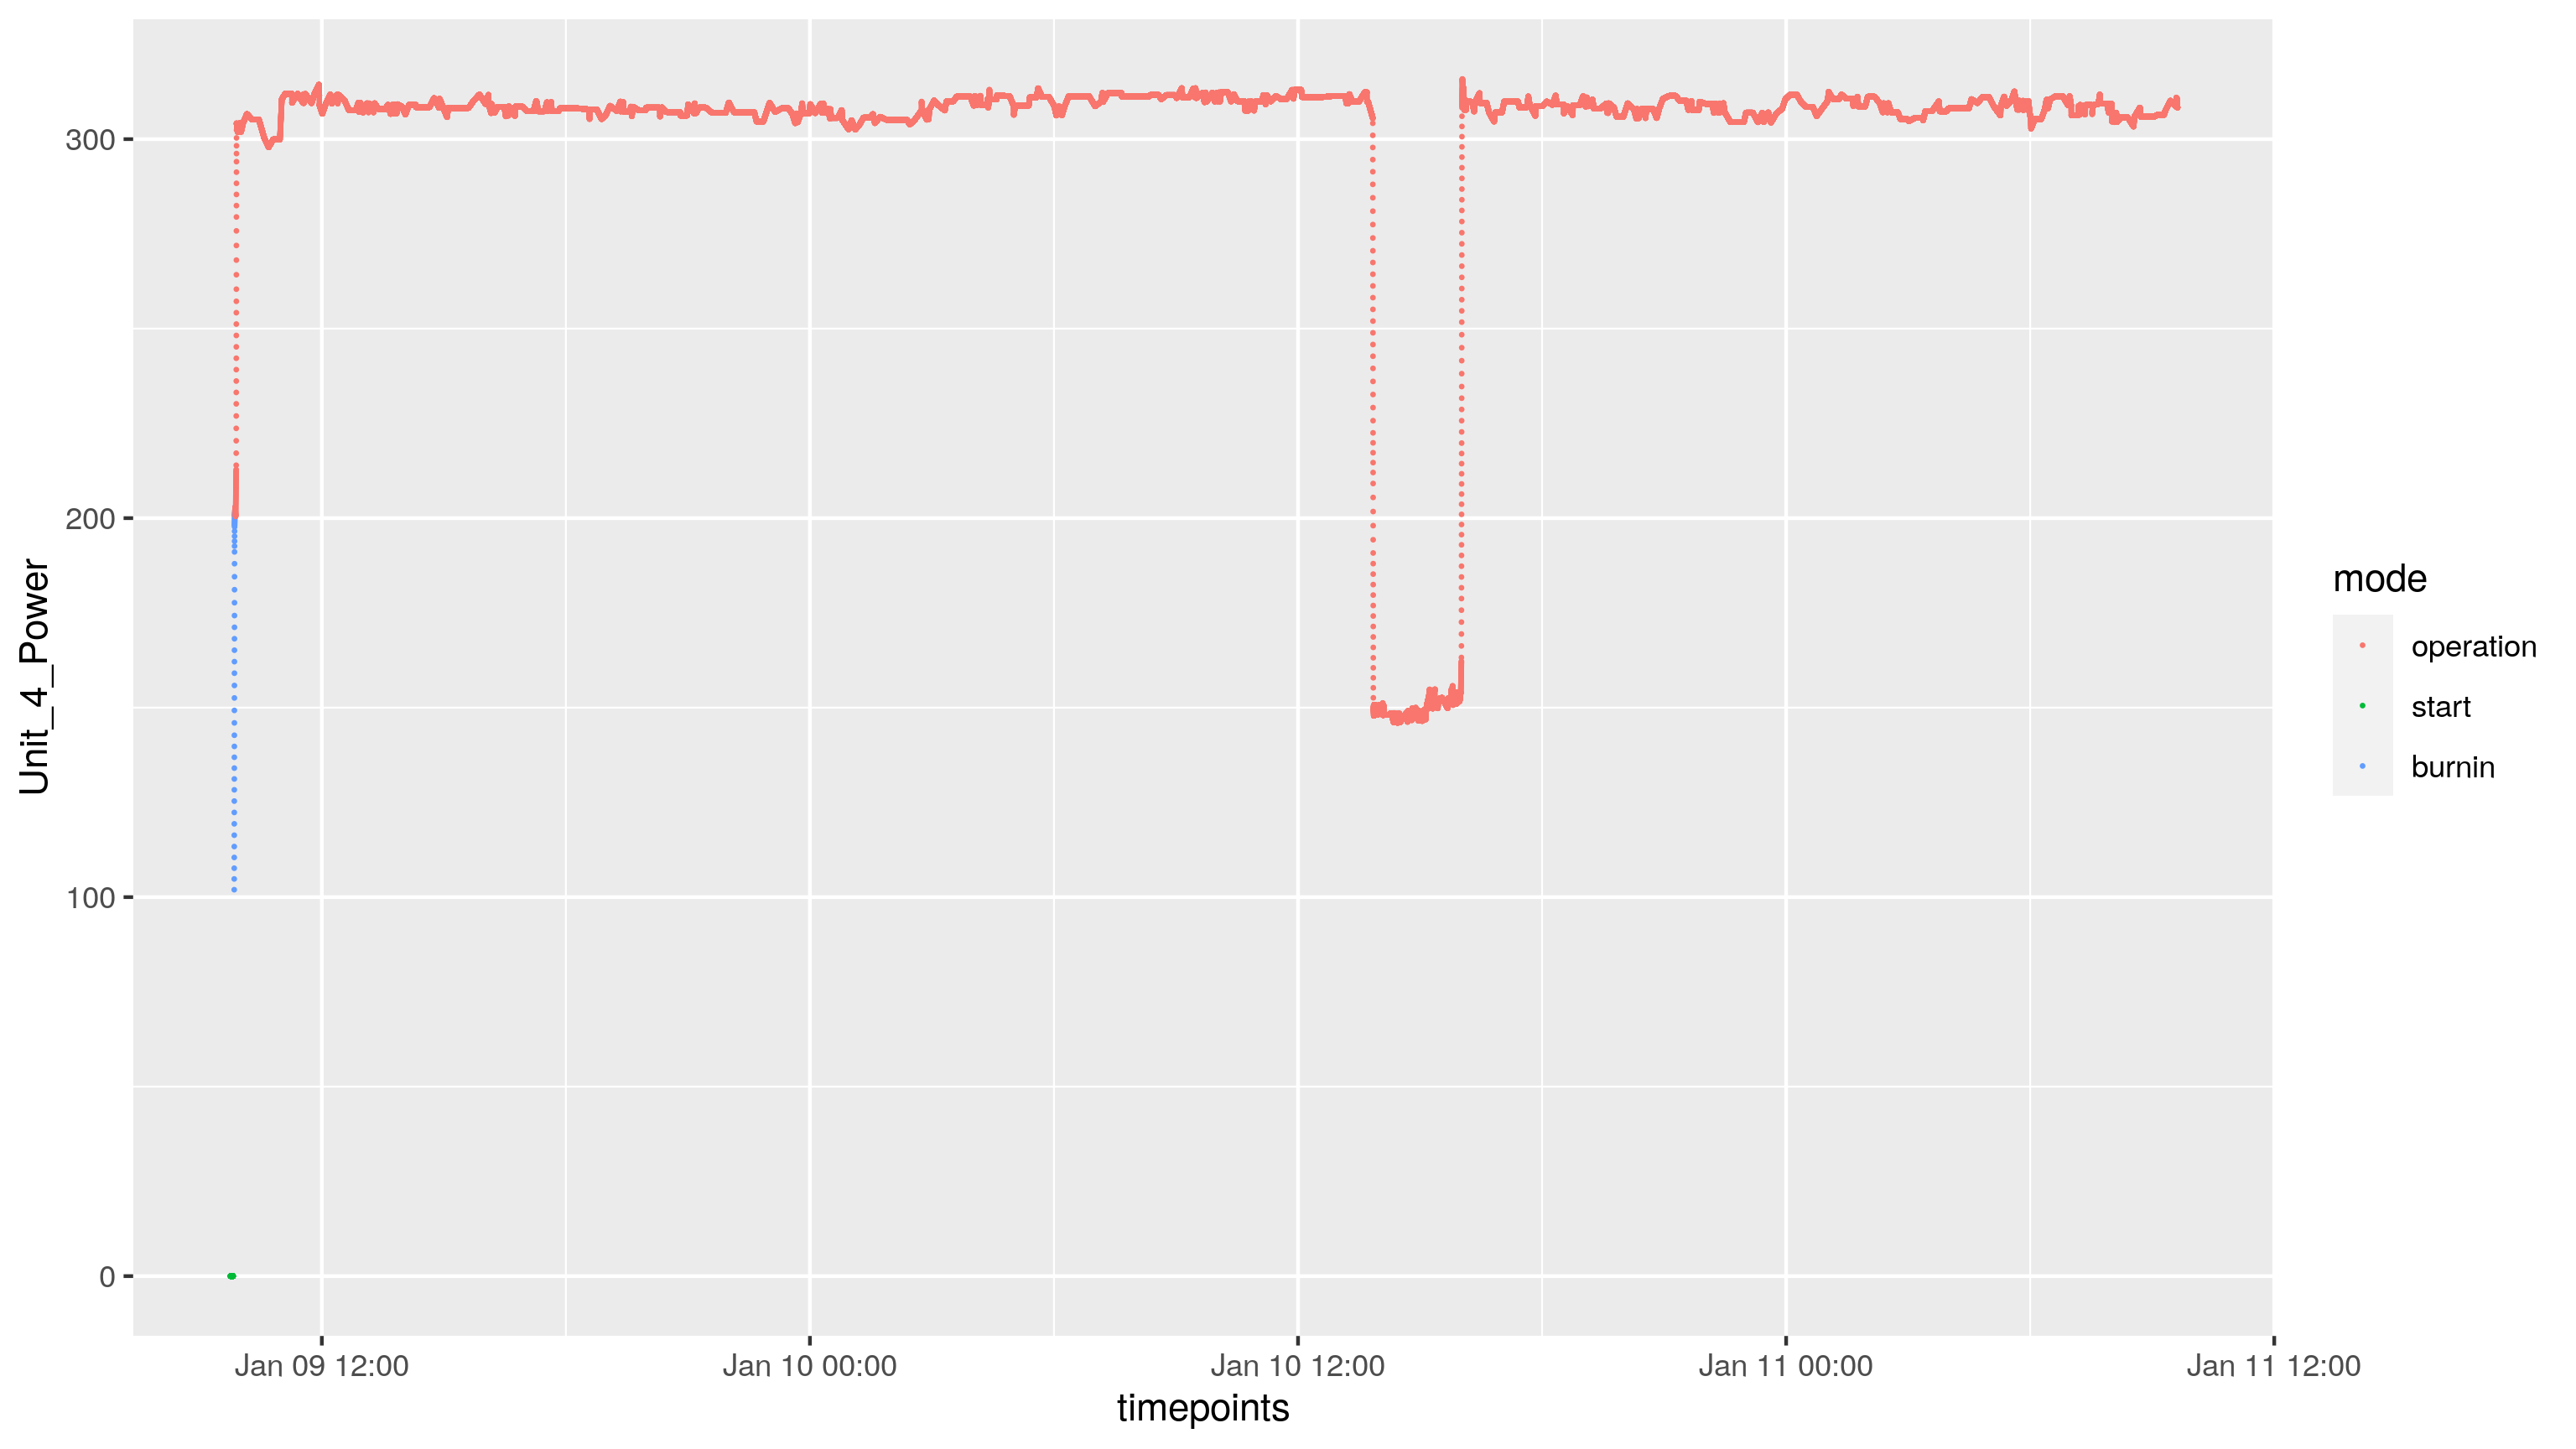 Unit_4_Power
300
200
100
0
Jan 09 12:00
Jan 10 00:00
Jan 10 12:00
Jan 11 00:00
Jan 11 12:00
timepoints
mode
operation
start
burnin